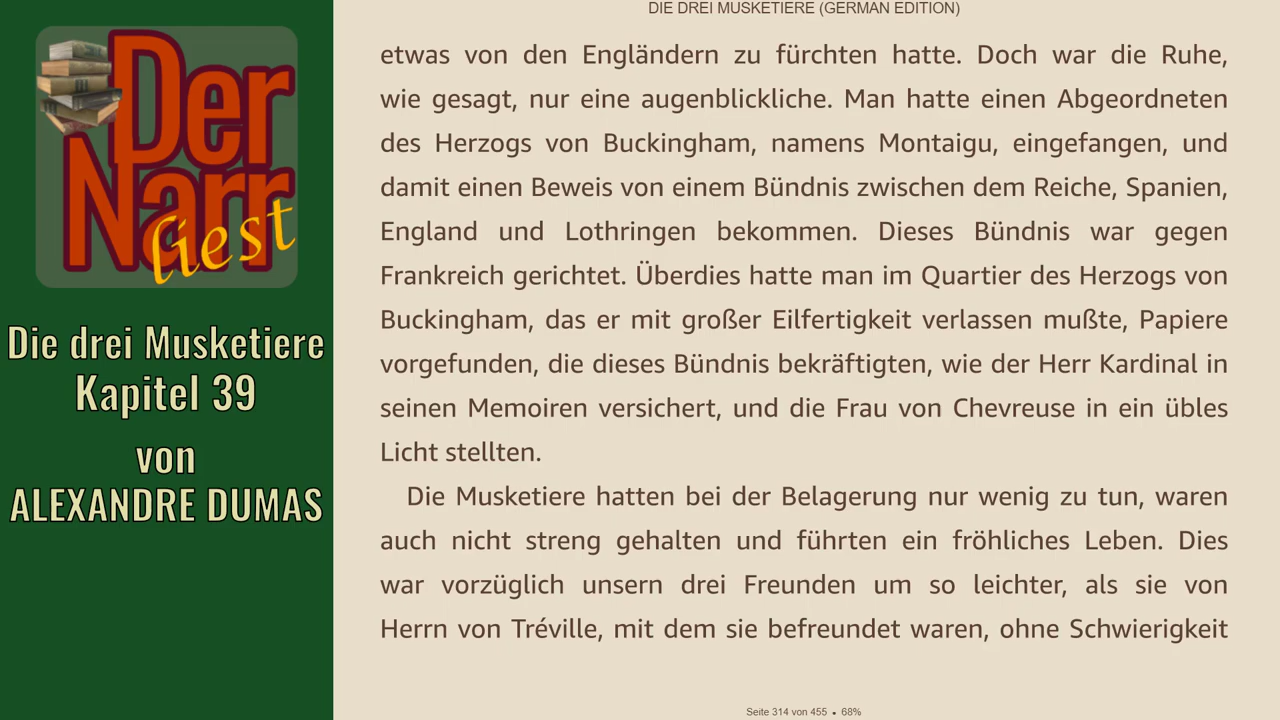 Der
Narr
liest
Die drei Musketiere
Kapitel 39
von
ALEXANDRE DUMAS
DIE DREI MUSKETIERE (GERMAN EDITION)
etwas von den Engländern zu fürchten hatte. Doch war die Ruhe,
wie gesagt, nur eine augenblickliche. Man hatte einen Abgeordneten
des Herzogs von Buckingham, namens Montaigu, eingefangen, und
damit einen Beweis von einem Bündnis zwischen dem Reiche, Spanien,
England und Lothringen bekommen. Dieses Bündnis war gegen
Frankreich gerichtet. Überdies hatte man im Quartier des Herzogs von
Buckingham, das er mit großer Eilfertigkeit verlassen mußte, Papiere
vorgefunden, die dieses Bündnis bekräftigten, wie der Herr Kardinal in
seinen Memoiren versichert, und die Frau von Chevreuse in ein übles
Licht stellten.
Die Musketiere hatten bei der Belagerung nur wenig zu tun, waren
auch nicht streng gehalten und führten ein fröhliches Leben. Dies
war vorzüglich unsern drei Freunden um so leichter, als sie von
Herrn von Tréville, mit dem sie befreundet waren, ohne Schwierigkeit
Seite 314 von 455 • 68%